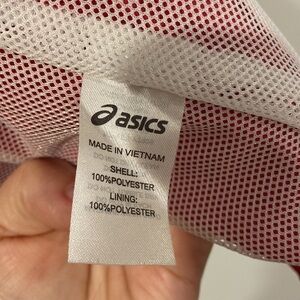 asics
MADE IN VIETNAM
SHELL:
100%POLYESTER
LINING:
100%POLYESTER